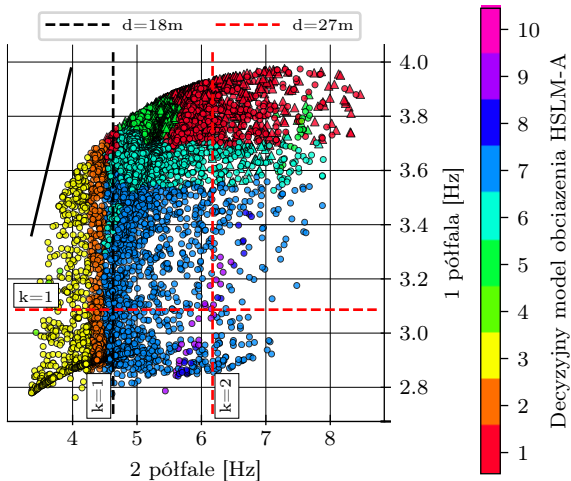 d=18m d=27m
4.0
3.8
3.6
3.4
3.2
3.0
2.8
1 półfala [Hz]
k=1
k=1
k=2
4 5 6 7 8
2 półfale [Hz]
10
9
8
7
6
5
4
3
2
1
Decyzyjny model obciazenia HSLM-A